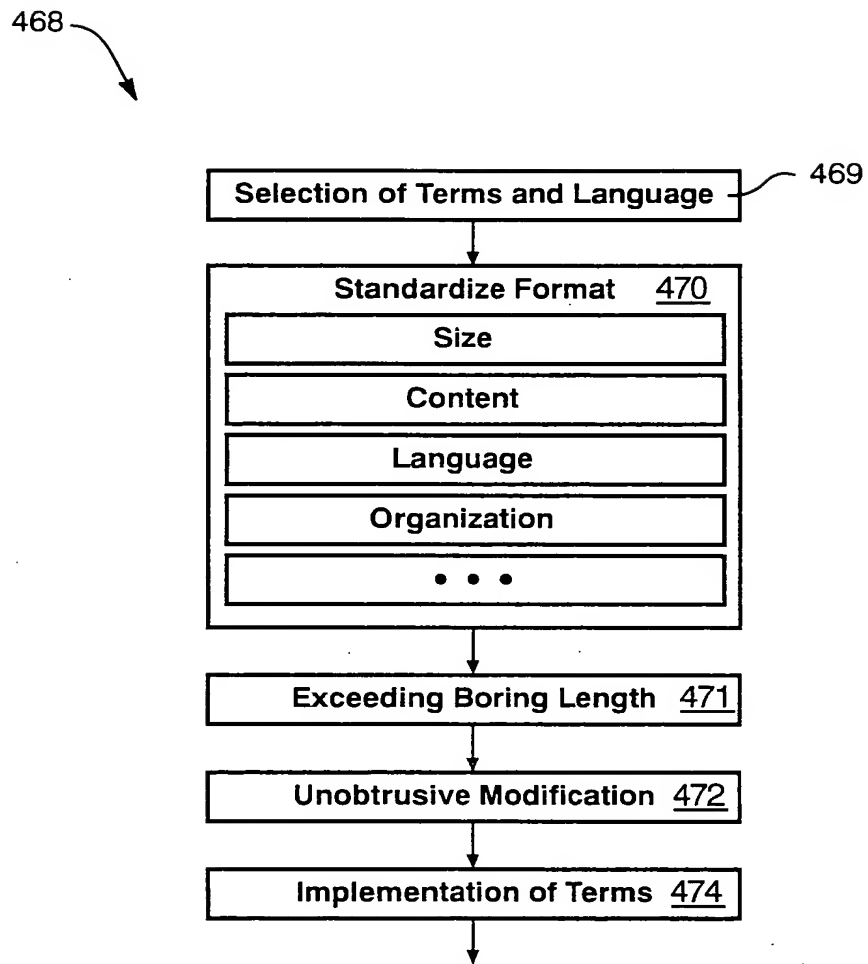 468
Selection of Terms and Language 469
Standardize Format 470
Size
Content
Language
Organization
• • •
Exceeding Boring Length 471
Unobtrusive Modification 472
Implementation of Terms 474